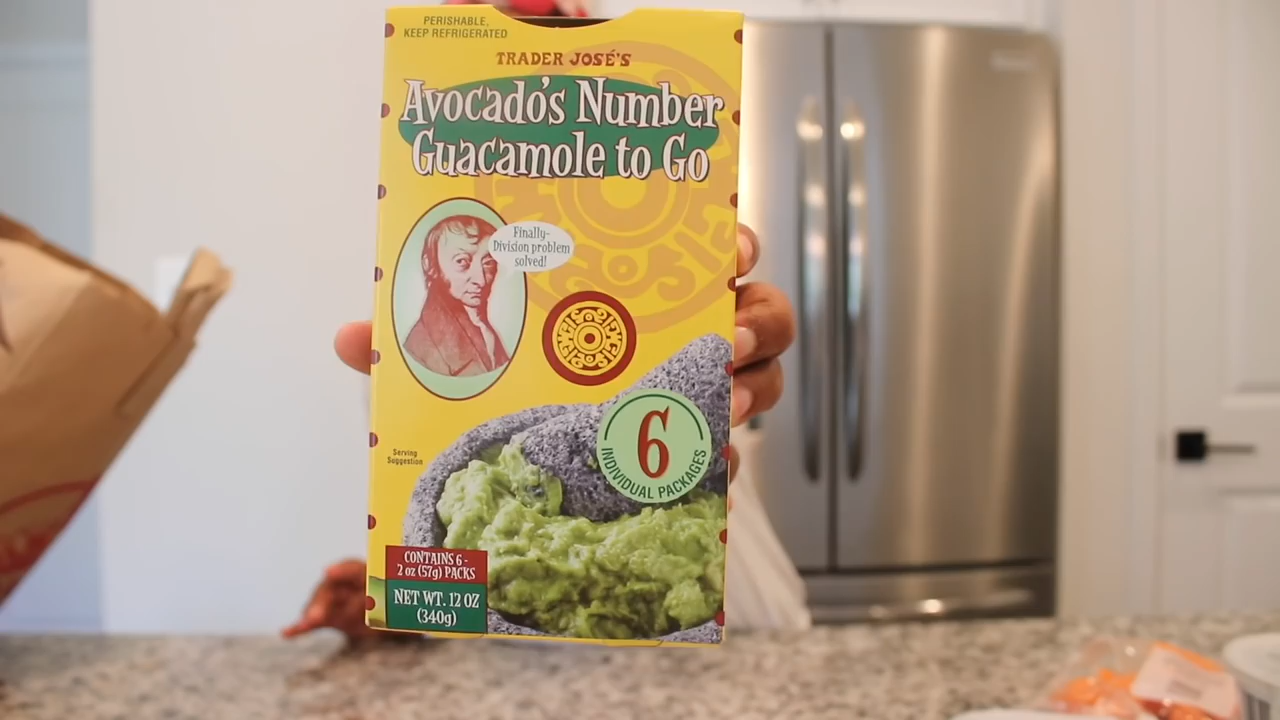 PERISHABLE,
KEEP REFRIGERATED
TRADER JOSÉ'S
Avocado's Number
Guacamole to Go
Finally-
Division problem
solved!
6
INDIVIDUAL PACKAGES
Serving
Suggestion
CONTAINS 6 -
2 oz (57g) PACKS
NET WT. 12 OZ
(340g)